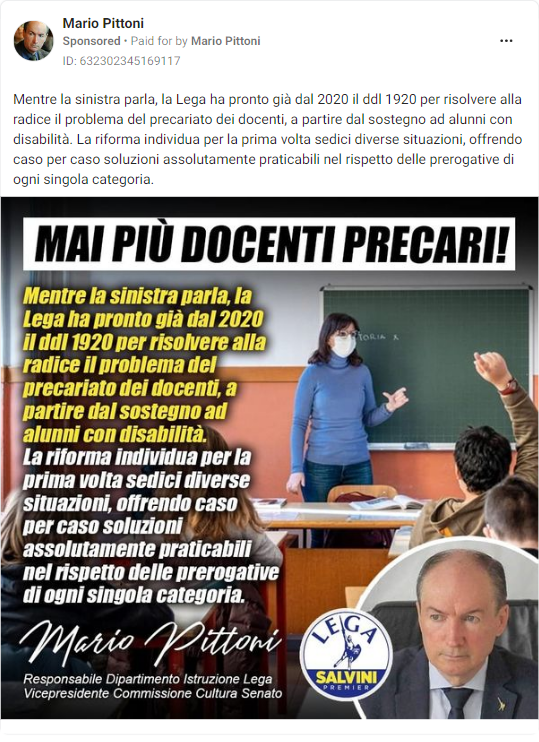 Mario Pittoni
Sponsored • Paid for by Mario Pittoni
ID: 632302345169117
Mentre la sinistra parla, la Lega ha pronto già dal 2020 il ddl 1920 per risolvere alla
radice il problema del precariato dei docenti, a partire dal sostegno ad alunni con
disabilità. La riforma individua per la prima volta sedici diverse situazioni, offrendo
caso per caso soluzioni assolutamente praticabili nel rispetto delle prerogative di
ogni singola categoria.
MAI PIÙ DOCENTI PRECARI!
Mentre la sinistra parla, la
Lega ha pronto già dal 2020
il ddl 1920 per risolvere alla
radice il problema del
precariato dei docenti, a
partire dal sostegno ad
alunni con disabilità.
La riforma individua per la
prima volta sedici diverse
situazioni, offrendo caso
per caso soluzioni
assolutamente praticabili
nel rispetto delle prerogative
di ogni singola categoria.
Mario Pittoni
Responsabile Dipartimento Istruzione Lega
Vicepresidente Commissione Cultura Senato
LEGA
SALVINI
PREMIER